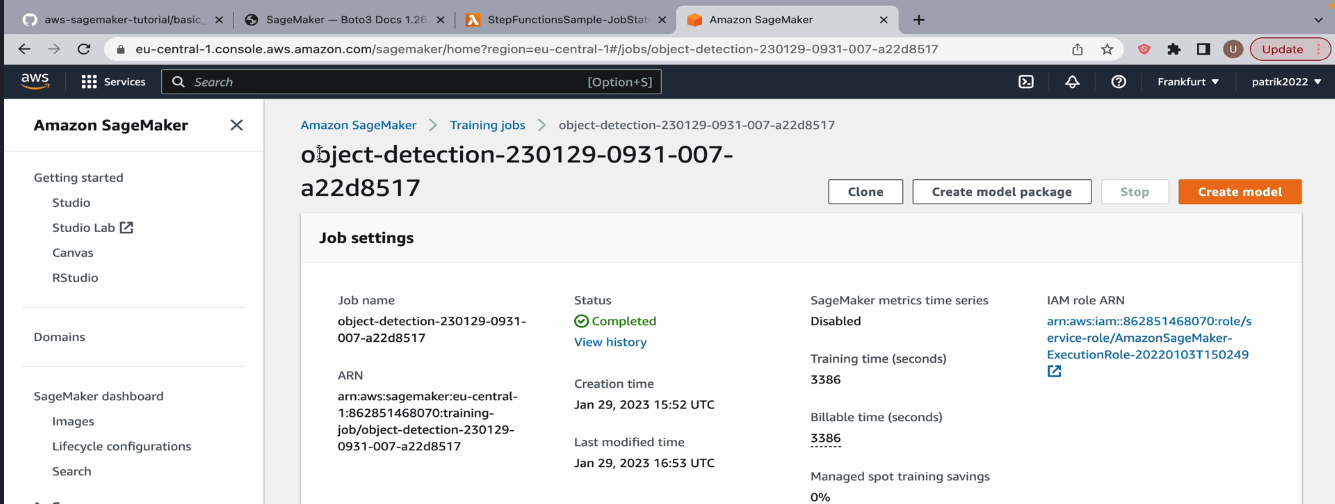 aws-sagemaker-tutorial/basic_
SageMaker — Boto3 Docs 1.26
StepFunctionsSample-JobStat
Amazon SageMaker
eu-central-1.console.aws.amazon.com/sagemaker/home?region=eu-central-1#/jobs/object-detection-230129-0931-007-a22d8517
U
Update
aws
Services
Search
[Option+S]
Frankfurt
patrik2022
Amazon SageMaker
Getting started
Studio
Studio Lab
Canvas
RStudio
Domains
SageMaker dashboard
Images
Lifecycle configurations
Search
Amazon SageMaker
Training jobs
object-detection-230129-0931-007-a22d8517
object-detection-230129-0931-007-
a22d8517
Clone
Create model package
Stop
Create model
Job settings
Job name
object-detection-230129-0931-
007-a22d8517
ARN
arn:aws:sagemaker:eu-central-
1:862851468070:training-
job/object-detection-230129-
0931-007-a22d8517
Status
Completed
View history
Creation time
Jan 29, 2023 15:52 UTC
Last modified time
Jan 29, 2023 16:53 UTC
SageMaker metrics time series
Disabled
Training time (seconds)
3386
Billable time (seconds)
3386
Managed spot training savings
0%
IAM role ARN
arn:aws:iam::862851468070:role/s
ervice-role/AmazonSageMaker-
ExecutionRole-20220103T150249